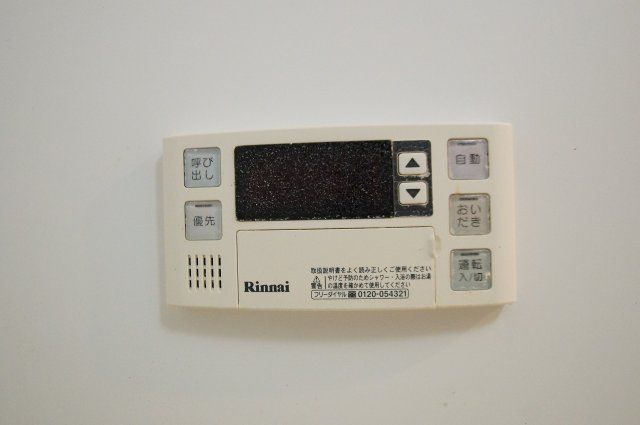 呼び
出し
優先
自動
おい
だき
運転
入/切
Rinnai
取扱説明書をよく読み正しくご使用ください
警告
やけど予防のためシャワー・入浴の際はお湯
の温度を確かめて使用してください
フリーダイヤル 0120-054321